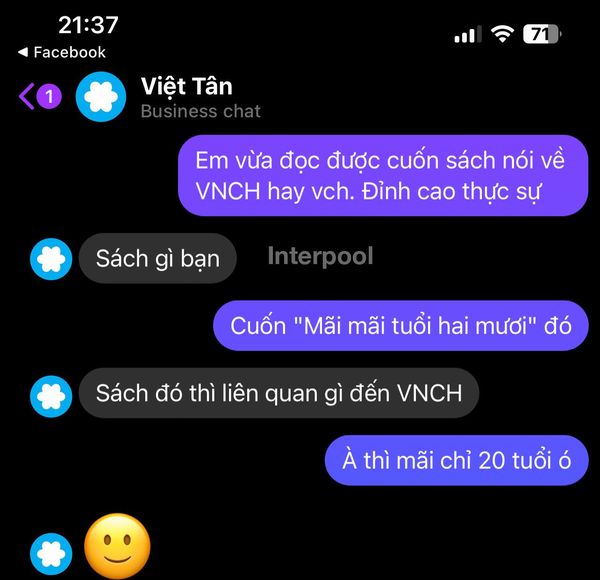 21:37
71
Facebook
1
Việt Tân
Business chat
Em vừa đọc được cuốn sách nói về
VNCH hay vch. Đỉnh cao thực sự
Sách gì bạn
Interpool
Cuốn "Mãi mãi tuổi hai mươi" đó
Sách đó thì liên quan gì đến VNCH
À thì mãi chỉ 20 tuổi ó